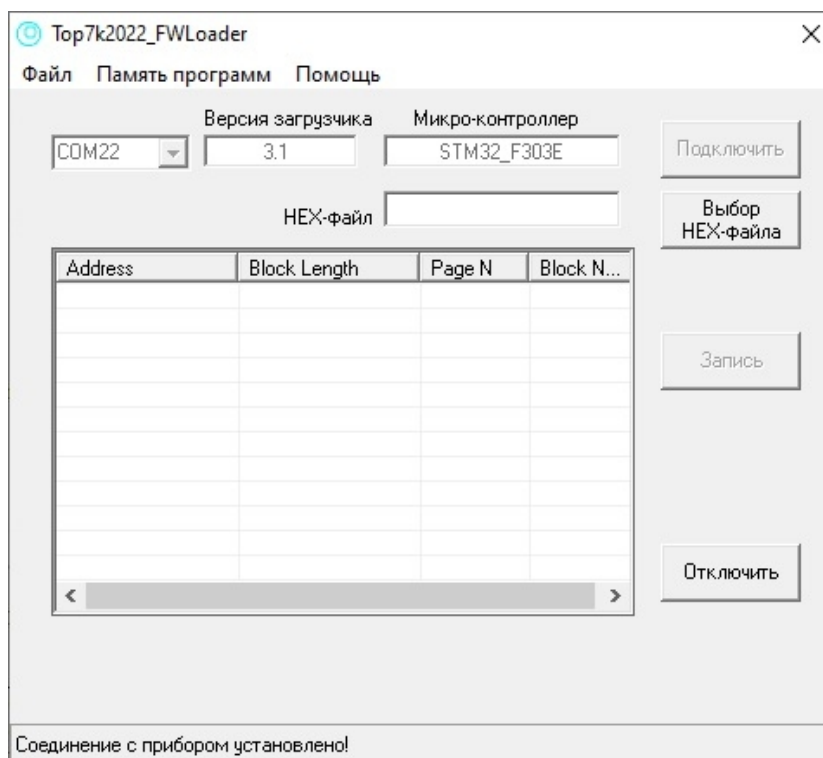 Top7k2022_FWLoader
Файл Память программ Помощь
Версия загрузчика Микро-контроллер
COM22 3.1 STM32_F303E Подключить
HEX-файл Выбор
HEX-файла
Address Block Length Page N Block N...
Запись
Отключить
Соединение с прибором установлено!